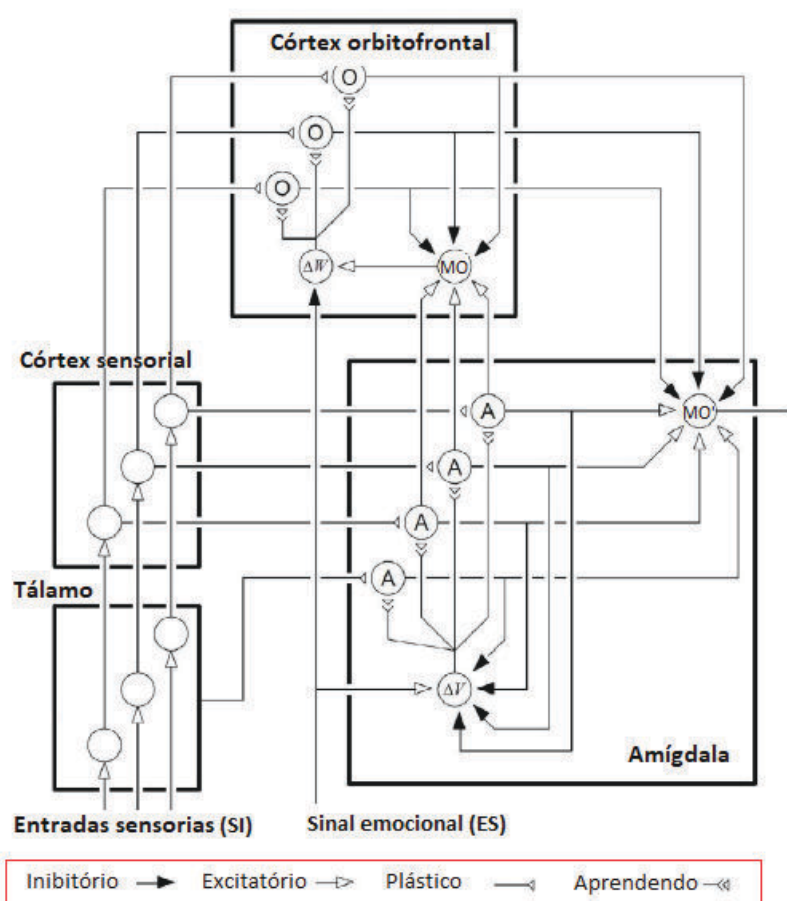 Córtex orbitofrontal
O
O
O
ΔW
MO
Córtex sensorial
A
MO'
A
A
Tálamo
A
ΔV
Amígdala
Entradas sensorias (SI)
Sinal emocional (ES)
Inibitório
Excitatório
Plástico
Aprendendo